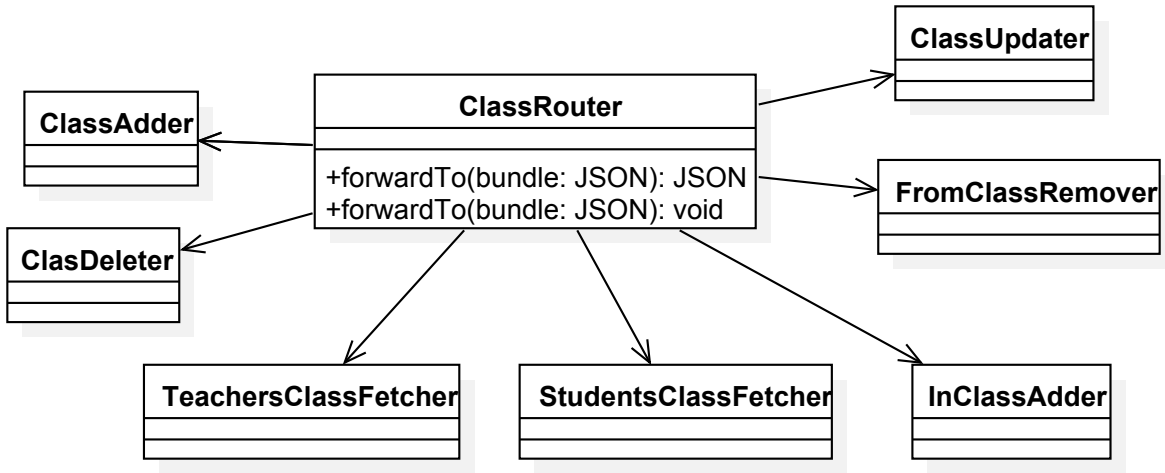 ClassUpdater
ClassRouter
ClassAdder
+forwardTo(bundle: JSON): JSON
+forwardTo(bundle: JSON): void
FromClassRemover
ClasDeleter
TeachersClassFetcher
StudentsClassFetcher
InClassAdder